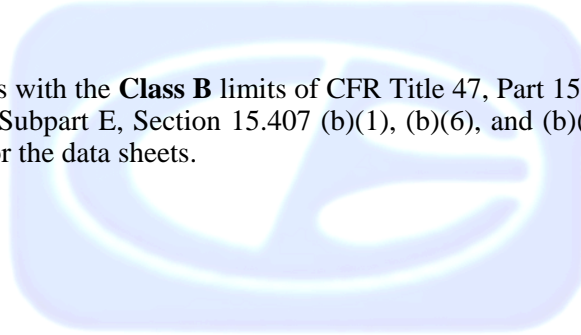 s with the Class B limits of CFR Title 47, Part 15
Subpart E, Section 15.407 (b)(1), (b)(6), and (b)(
or the data sheets.